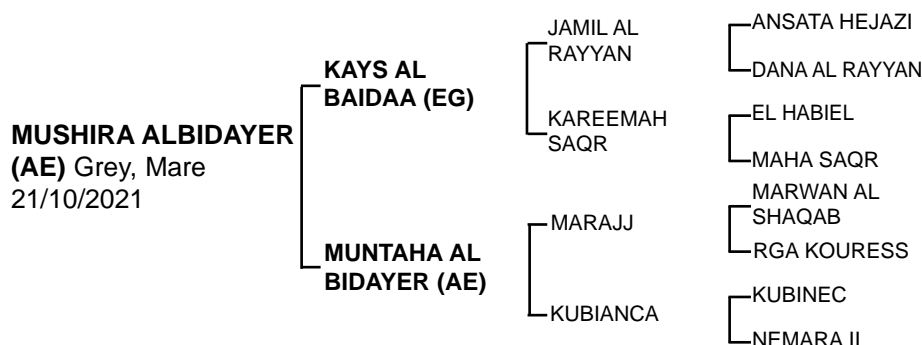 MUSHIRA ALBIDAYER
(AE) Grey, Mare
21/10/2021
KAYS AL
BAIDAA (EG)
MUNTAHA AL
BIDAYER (AE)
JAMIL AL
RAYYAN
KAREEMAH
SAQR
MARAJJ
KUBIANCA
ANSATA HEJAZI
DANA AL RAYYAN
EL HABIEL
MAHA SAQR
MARWAN AL
SHAQAB
RGA KOURESS
KUBINEC
NEMARA II